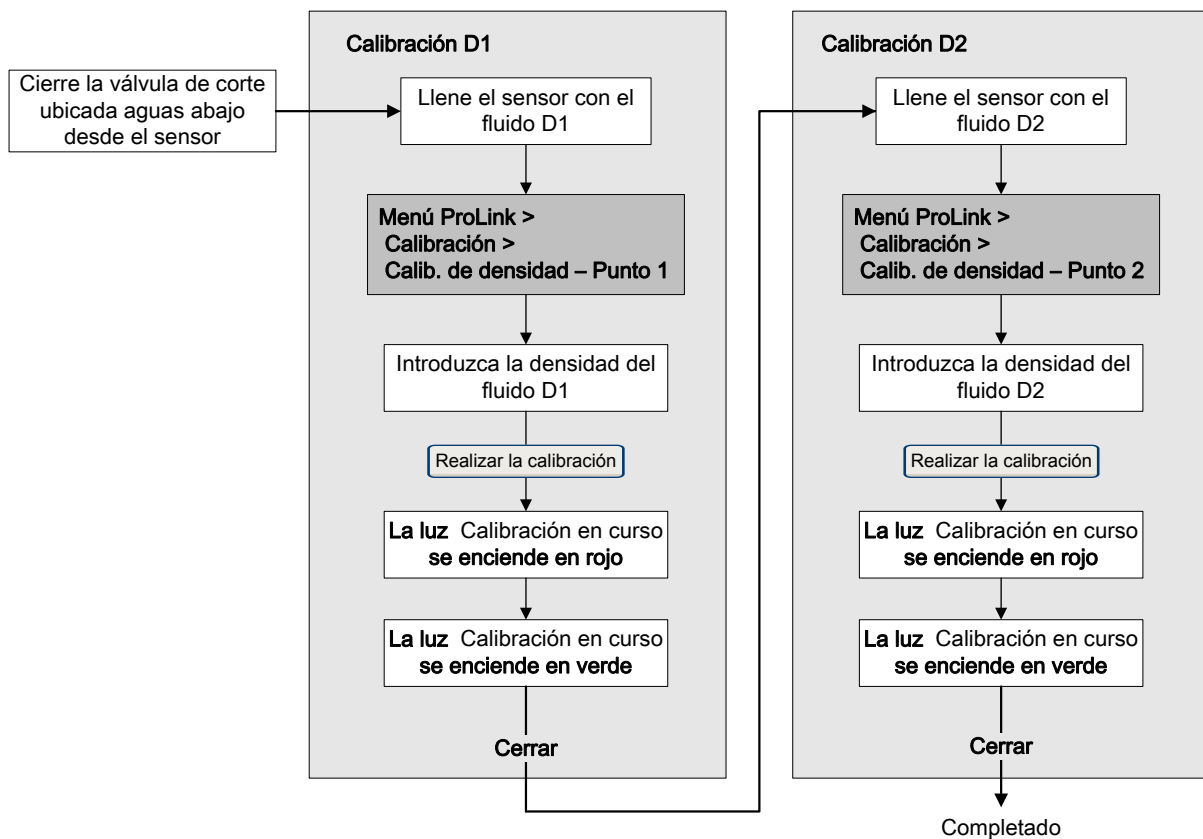 Cierre la válvula de corte
ubicada aguas abajo
desde el sensor
Calibración D1
Llene el sensor con el
fluido D1
Menú ProLink >
Calibración >
Calib. de densidad – Punto 1
Introduzca la densidad del
fluido D1
Realizar la calibración
La luz Calibración en curso
se enciende en rojo
La luz Calibración en curso
se enciende en verde
Cerrar
Calibración D2
Llene el sensor con el
fluido D2
Menú ProLink >
Calibración >
Calib. de densidad – Punto 2
Introduzca la densidad del
fluido D2
Realizar la calibración
La luz Calibración en curso
se enciende en rojo
La luz Calibración en curso
se enciende en verde
Cerrar
Completado